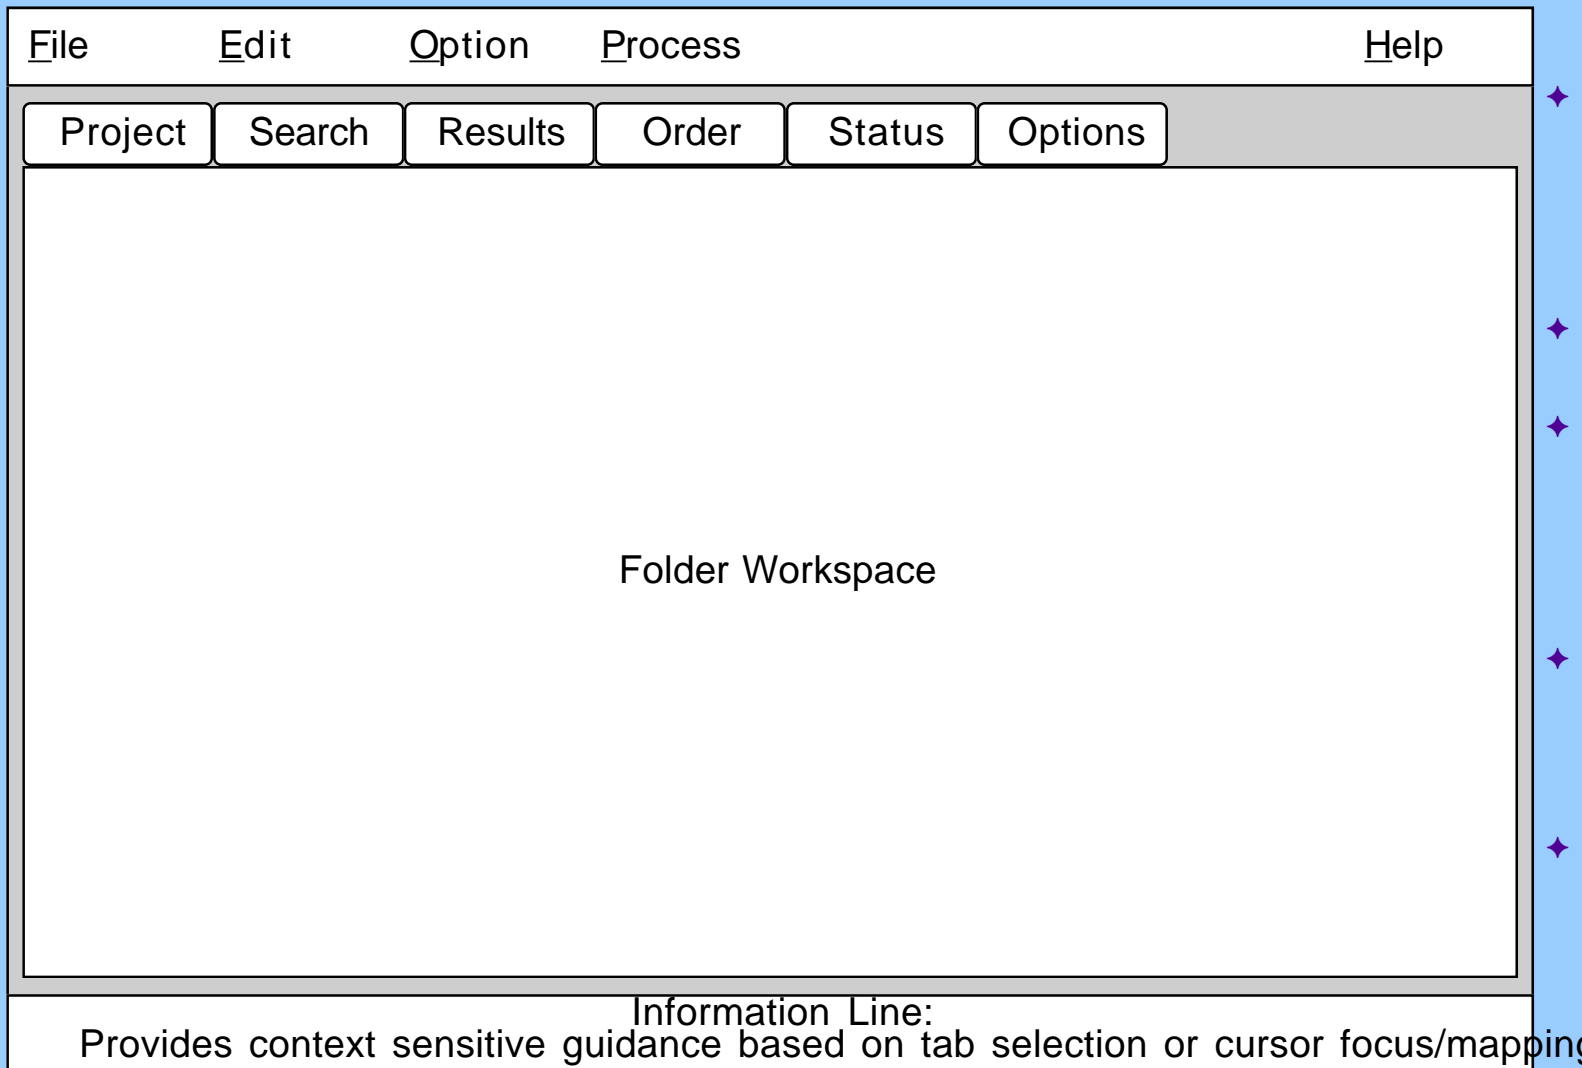 File Edit Option Process Help
Project Search Results Order Status Options
Folder Workspace
Information Line:
Provides context sensitive guidance based on tab selection or cursor focus/mapping